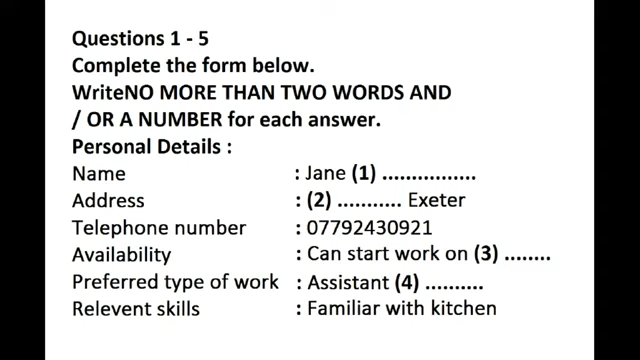 Questions 1 - 5
Complete the form below.
WriteNO MORE THAN TWO WORDS AND
/ OR A NUMBER for each answer.
Personal Details :
Name : Jane (1) ................
Address : (2) ........... Exeter
Telephone number : 07792430921
Availability : Can start work on (3) ........
Preferred type of work : Assistant (4) ..........
Relevent skills : Familiar with kitchen